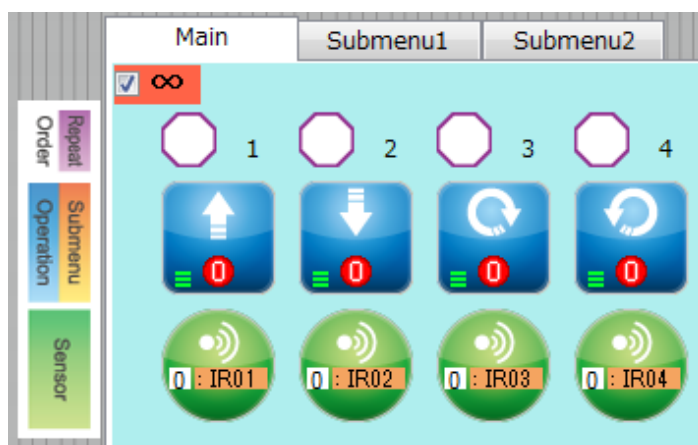 Main Submenu1 Submenu2
∞
Repeat
Order
1 2 3 4
Submenu
Operation
0 0 0 0
Sensor
0 : IR01 0 : IR02 0 : IR03 0 : IR04